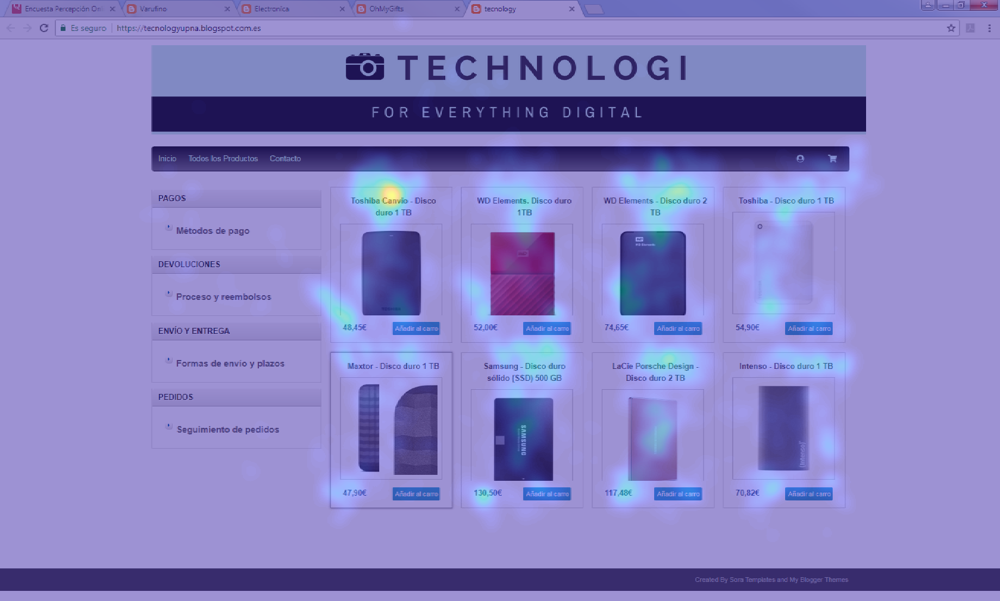 Encuesta Percepción Onl
Varufino
Electronica
OhMyGifts
tecnology
Es seguro
https://tecnologyupna.blogspot.com.es
TECHNOLOGI
FOR EVERYTHING DIGITAL
Inicio
Todos los Productos
Contacto
PAGOS
Métodos de pago
DEVOLUCIONES
Proceso y reembolsos
ENVÍO Y ENTREGA
Formas de envío y plazos
PEDIDOS
Seguimiento de pedidos
Toshiba Canvio - Disco
duro 1 TB
TOSHIBA
48,45€
Añadir al carro
WD Elements. Disco duro
1TB
WD
52,00€
Añadir al carro
WD Elements - Disco duro 2
TB
WD
WD Elements
74,65€
Añadir al carro
Toshiba - Disco duro 1 TB
54,90€
Añadir al carro
Maxtor - Disco duro 1 TB
47,90€
Añadir al carro
Samsung - Disco duro
sólido (SSD) 500 GB
SAMSUNG
130,50€
Añadir al carro
LaCie Porsche Design -
Disco duro 2 TB
117,48€
Añadir al carro
Intenso - Disco duro 1 TB
(intenso)
70,82€
Añadir al carro
Created By Sora Templates and My Blogger Themes